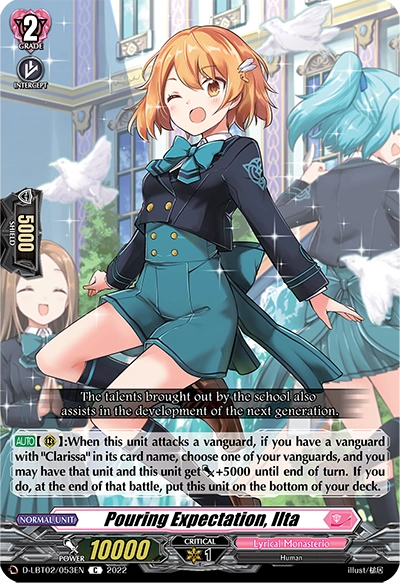 2
GRADE
INTERCEPT
5000
SHIELD
The talents brought out by the school also
assists in the development of the next generation.
AUTO【 】:When this unit attacks a vanguard, if you have a vanguard
with "Clarissa" in its card name, choose one of your vanguards, and you
may have that unit and this unit get +5000 until end of turn. If you
do, at the end of that battle, put this unit on the bottom of your deck.
NORMAL UNIT
Pouring Expectation, Ilta
POWER 10000
CRITICAL
1
Lyrical Monasterio
Human
D-LBT02/053EN C 2022
illust/